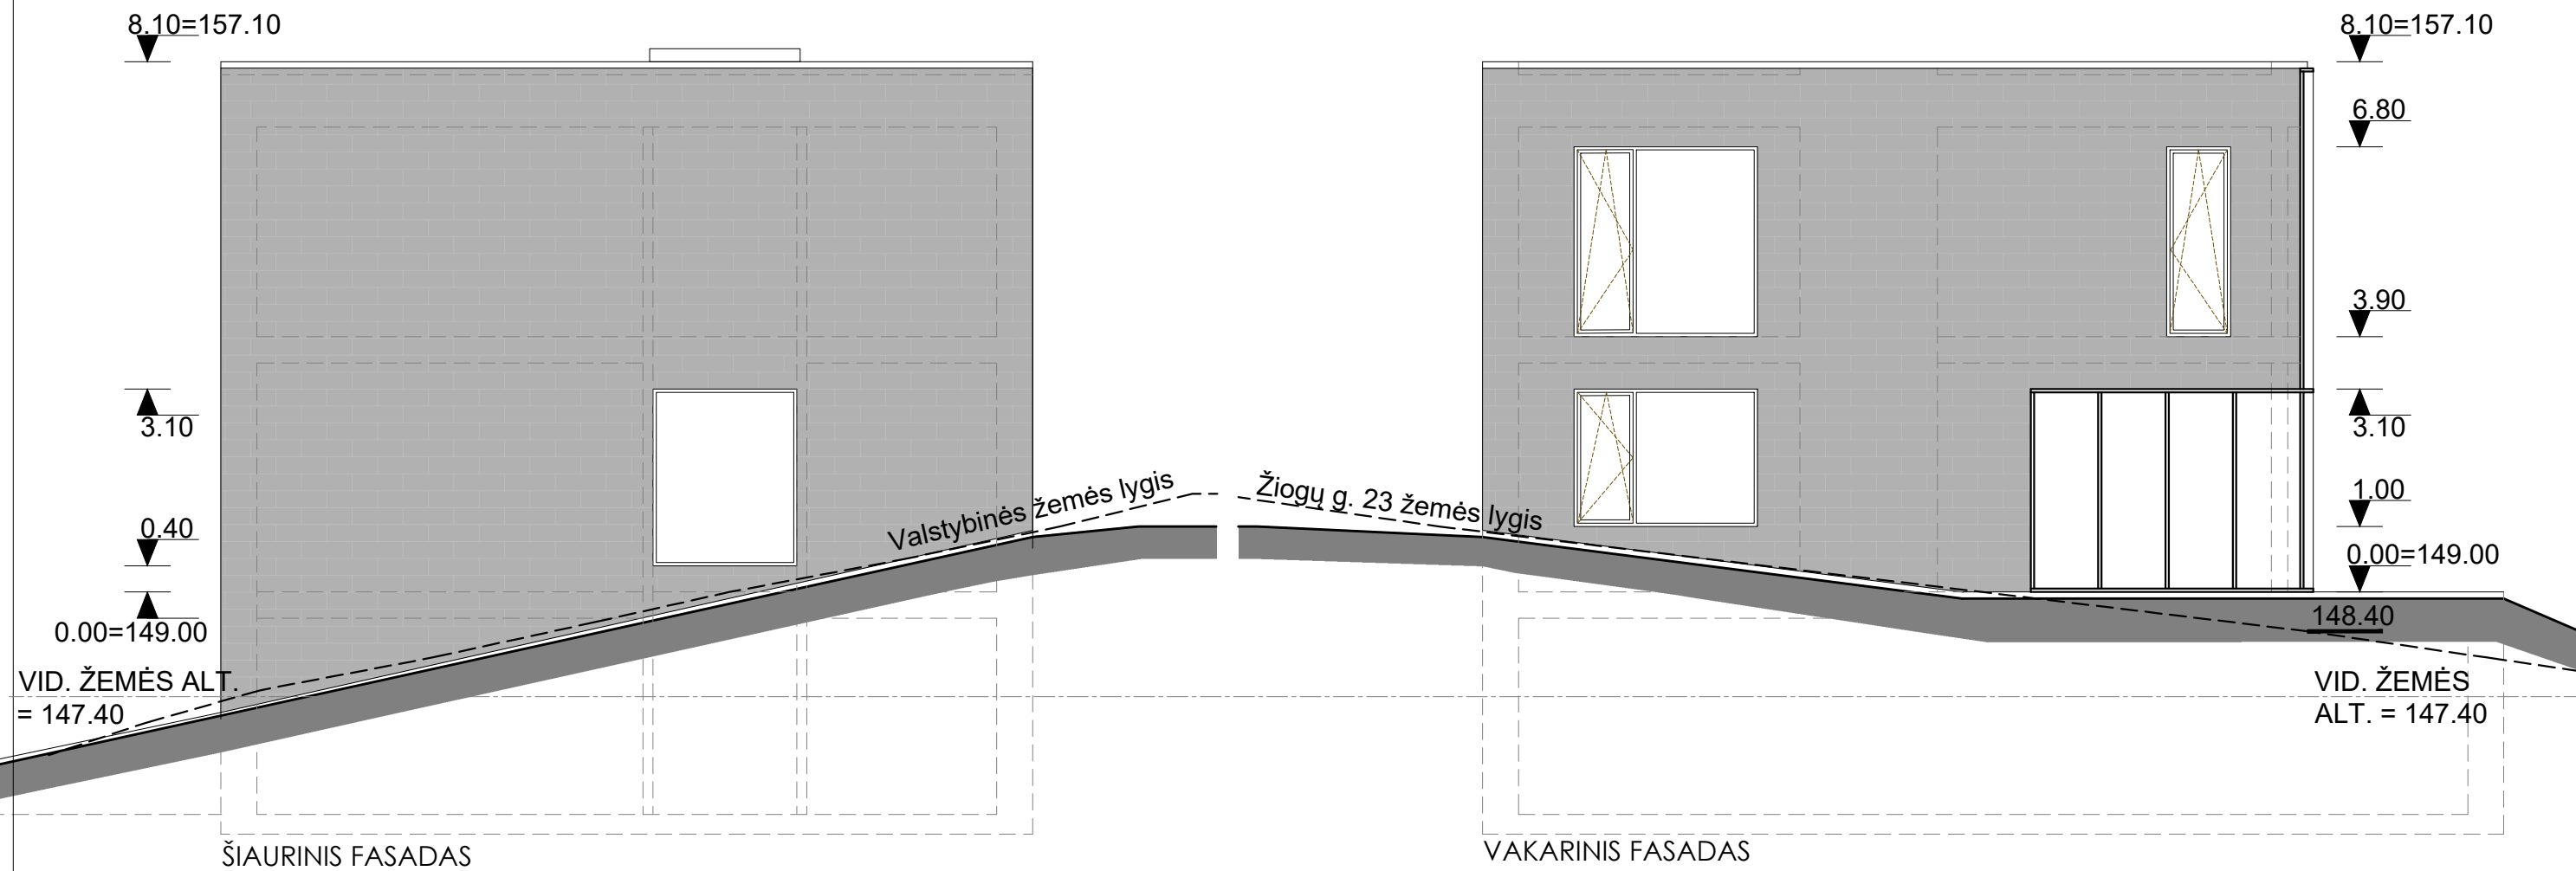 8.10=157.10
3.10
0.40
0.00=149.00
VID. ŽEMĖS ALT.
= 147.40
Valstybinės žemės lygis
ŠIAURINIS FASADAS
Žiogų g. 23 žemės lygis
8.10=157.10
6.80
3.90
3.10
1.00
0.00=149.00
148.40
VID. ŽEMĖS
ALT. = 147.40
VAKARINIS FASADAS